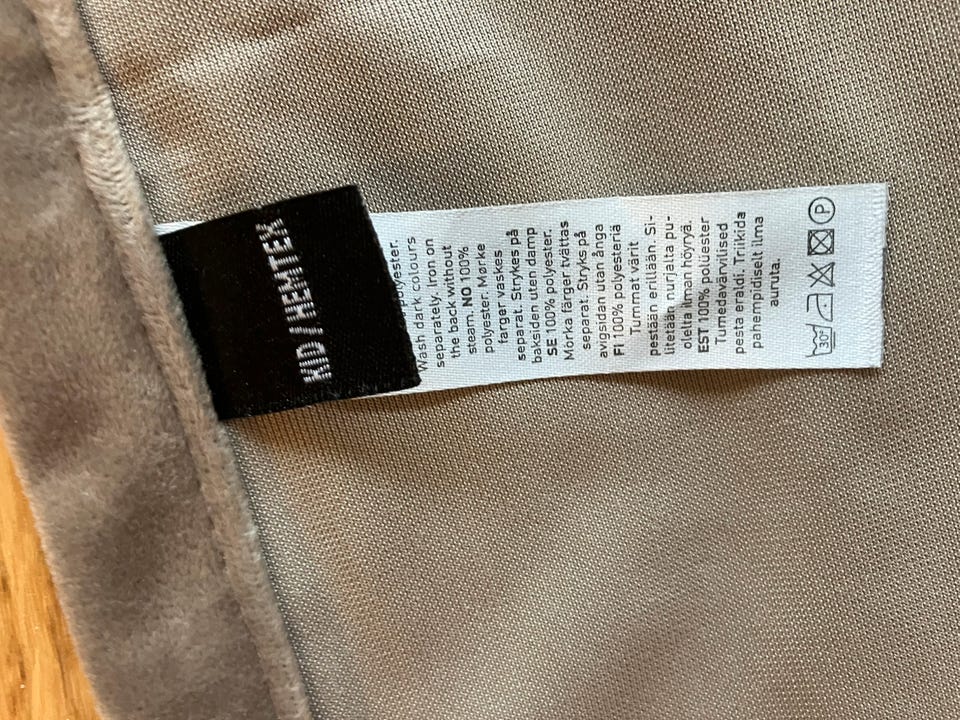 KID / HEMTEX
polyester.
Wash dark colours
separately. Iron on
the back without
steam. NO 100%
polyester. Mørke
farger vaskes
separat. Strykes på
baksiden uten damp
SE 100% polyester.
Mörka färger tvättas
separat. Stryks på
avigsidan utan ånga
FI 100% polyesteriä
Tummat värit
pestään erillään. Si-
litetään nurjalta pu-
olelta ilman höyryä.
EST 100% polüester
Tumedavärvilised
pesta eraldi. Triikida
pahempidiselt ilma
auruta.
30°
P